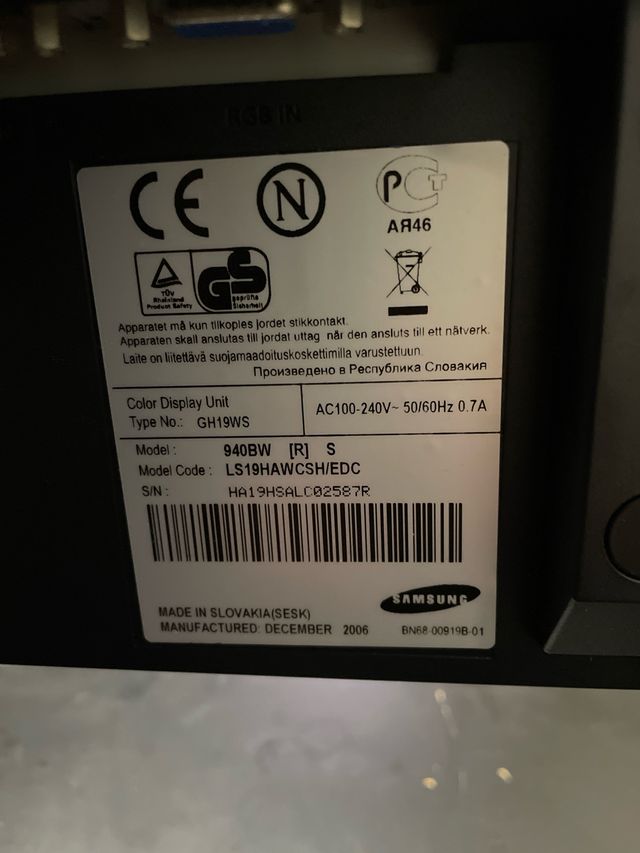 RGB IN
CE
N
РСТ
АЯ46
TÜV
Rheinland
Product Safety
GS
geprüfte
Sicherheit
Apparatet må kun tilkoples jordet stikkontakt.
Apparaten skall anslutas till jordat uttag när den ansluts till ett nätverk.
Laite on liitettävä suojamaadoituskoskettimilla varustettuun.
Произведено в Республика Словакия
Color Display Unit
Type No.: GH19WS
AC100-240V~ 50/60Hz 0.7A
Model : 940BW [R] S
Model Code : LS19HAWCSH/EDC
S/N : HA19HSALC02587R
SAMSUNG
MADE IN SLOVAKIA(SESK)
MANUFACTURED: DECEMBER 2006
BN68-00919B-01